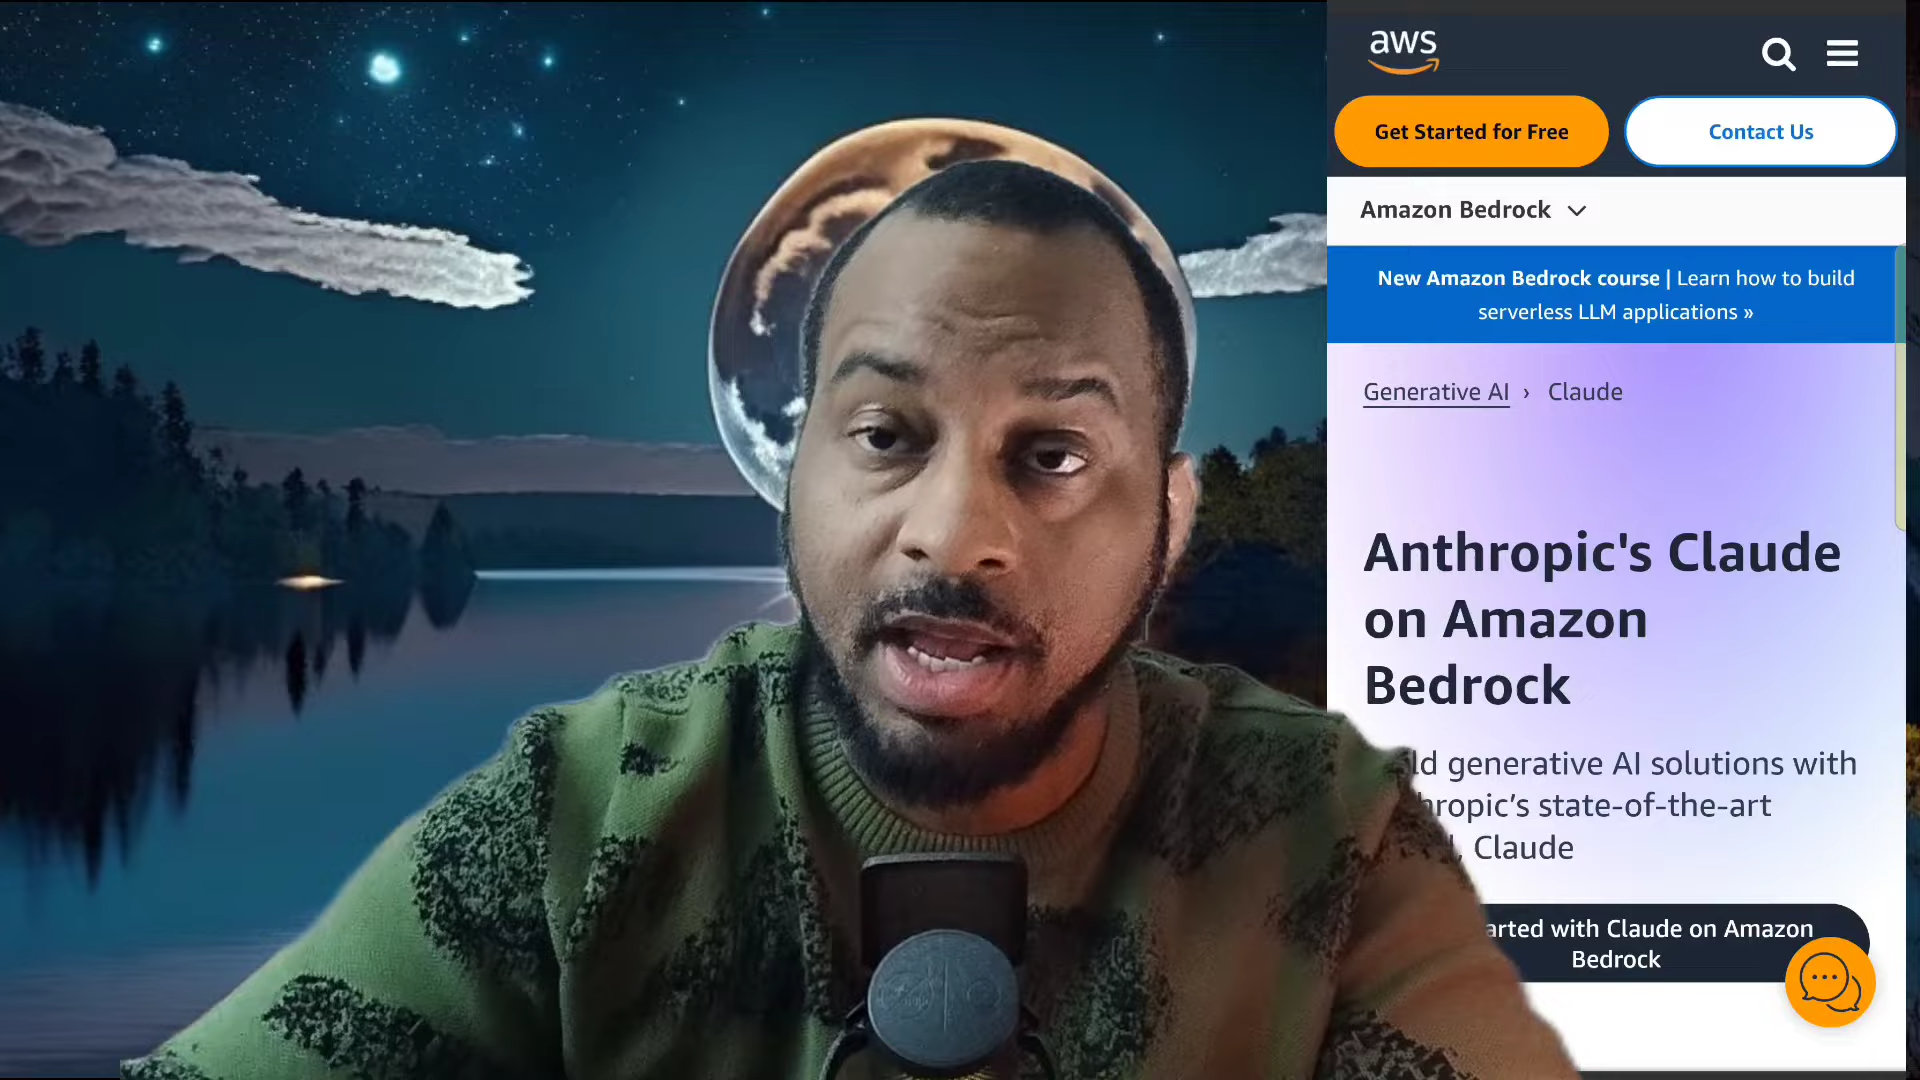 aws
Get Started for Free
Contact Us
Amazon Bedrock
New Amazon Bedrock course | Learn how to build
serverless LLM applications »
Generative AI › Claude
Anthropic's Claude
on Amazon
Bedrock
generative AI solutions with
state-of-the-art
Claude
with Claude on Amazon
Bedrock